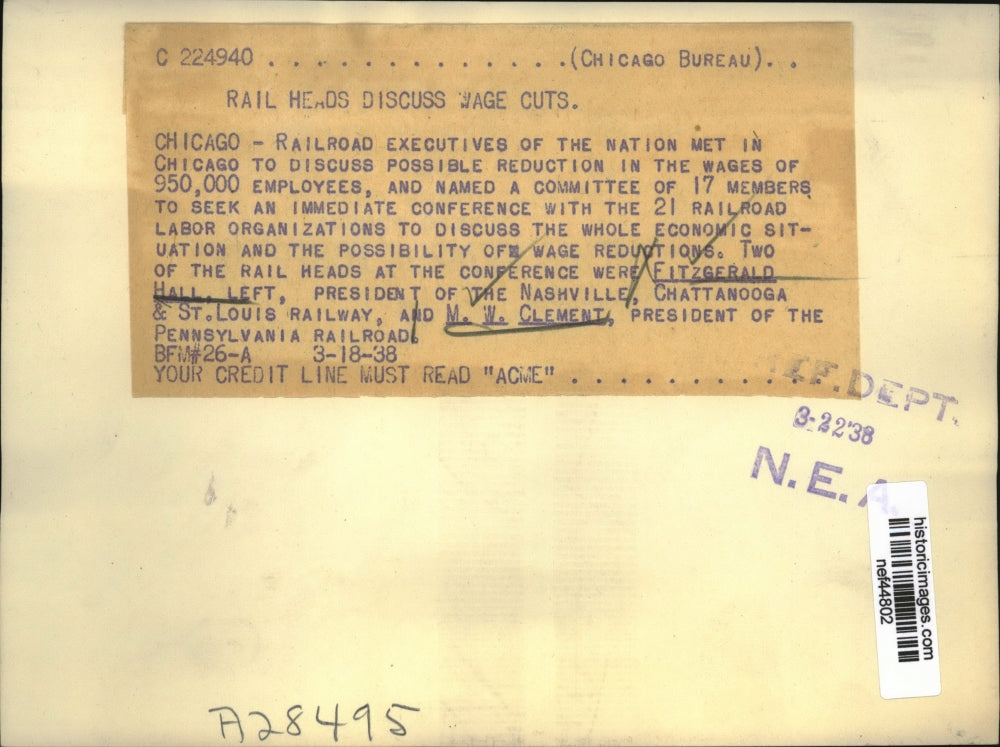 C 224940 . . . . . . . . . . . . . .(CHICAGO BUREAU). . .
RAIL HEADS DISCUSS WAGE CUTS.
CHICAGO - RAILROAD EXECUTIVES OF THE NATION MET IN
CHICAGO TO DISCUSS POSSIBLE REDUCTION IN THE WAGES OF
950,000 EMPLOYEES, AND NAMED A COMMITTEE OF 17 MEMBERS
TO SEEK AN IMMEDIATE CONFERENCE WITH THE 21 RAILROAD
LABOR ORGANIZATIONS TO DISCUSS THE WHOLE ECONOMIC SIT-
UATION AND THE POSSIBILITY OF WAGE REDUCTIONS. TWO
OF THE RAIL HEADS AT THE CONFERENCE WERE FITZGERALD
HALL, LEFT, PRESIDENT OF THE NASHVILLE, CHATTANOOGA
& ST.LOUIS RAILWAY, AND M. W. CLEMENT, PRESIDENT OF THE
PENNSYLVANIA RAILROAD.
BFM#26-A 3-18-38
YOUR CREDIT LINE MUST READ "ACME" . . . . . . . . . . .
DEPT.
3-22'38
N.E.A.
historicimages.com
nef44802
A28495